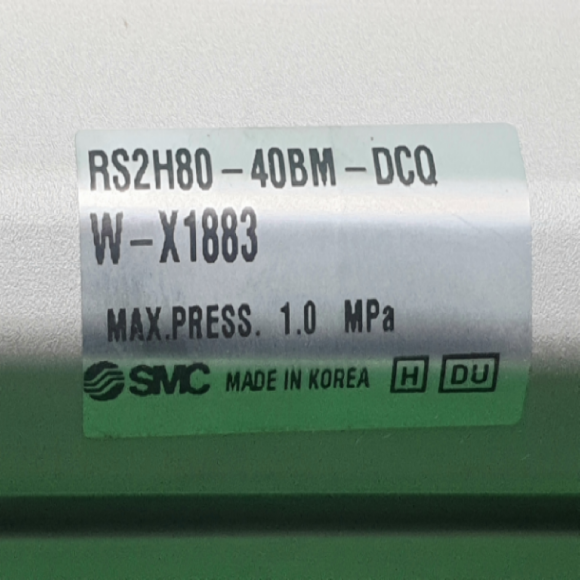 RS2H80-40BM-DCQ
W-X1883
MAX.PRESS. 1.0 MPa
SMC MADE IN KOREA H DU